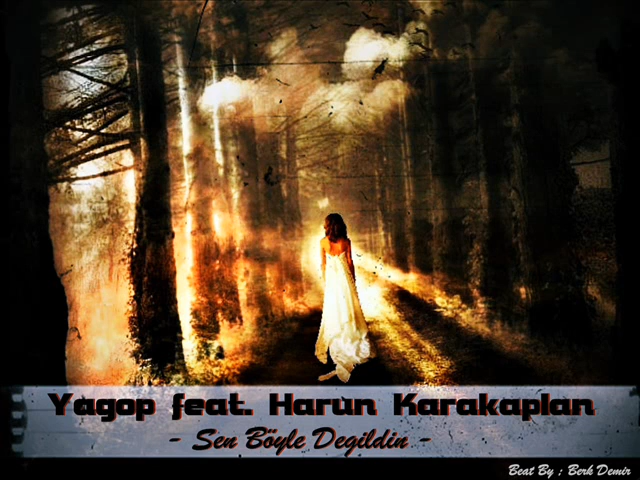 Yagop feat. Harun Karakaplan
- Sen Böyle Degildin -
Beat By ; Berk Demir